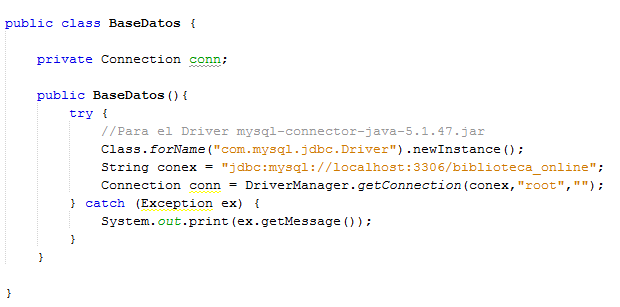 public class BaseDatos {
private Connection conn;
public BaseDatos(){
try {
//Para el Driver mysql-connector-java-5.1.47.jar
Class.forName("com.mysql.jdbc.Driver").newInstance();
String conex = "jdbc:mysql://localhost:3306/biblioteca_online";
Connection conn = DriverManager.getConnection(conex,"root","");
} catch (Exception ex) {
System.out.print(ex.getMessage());
}
}
}